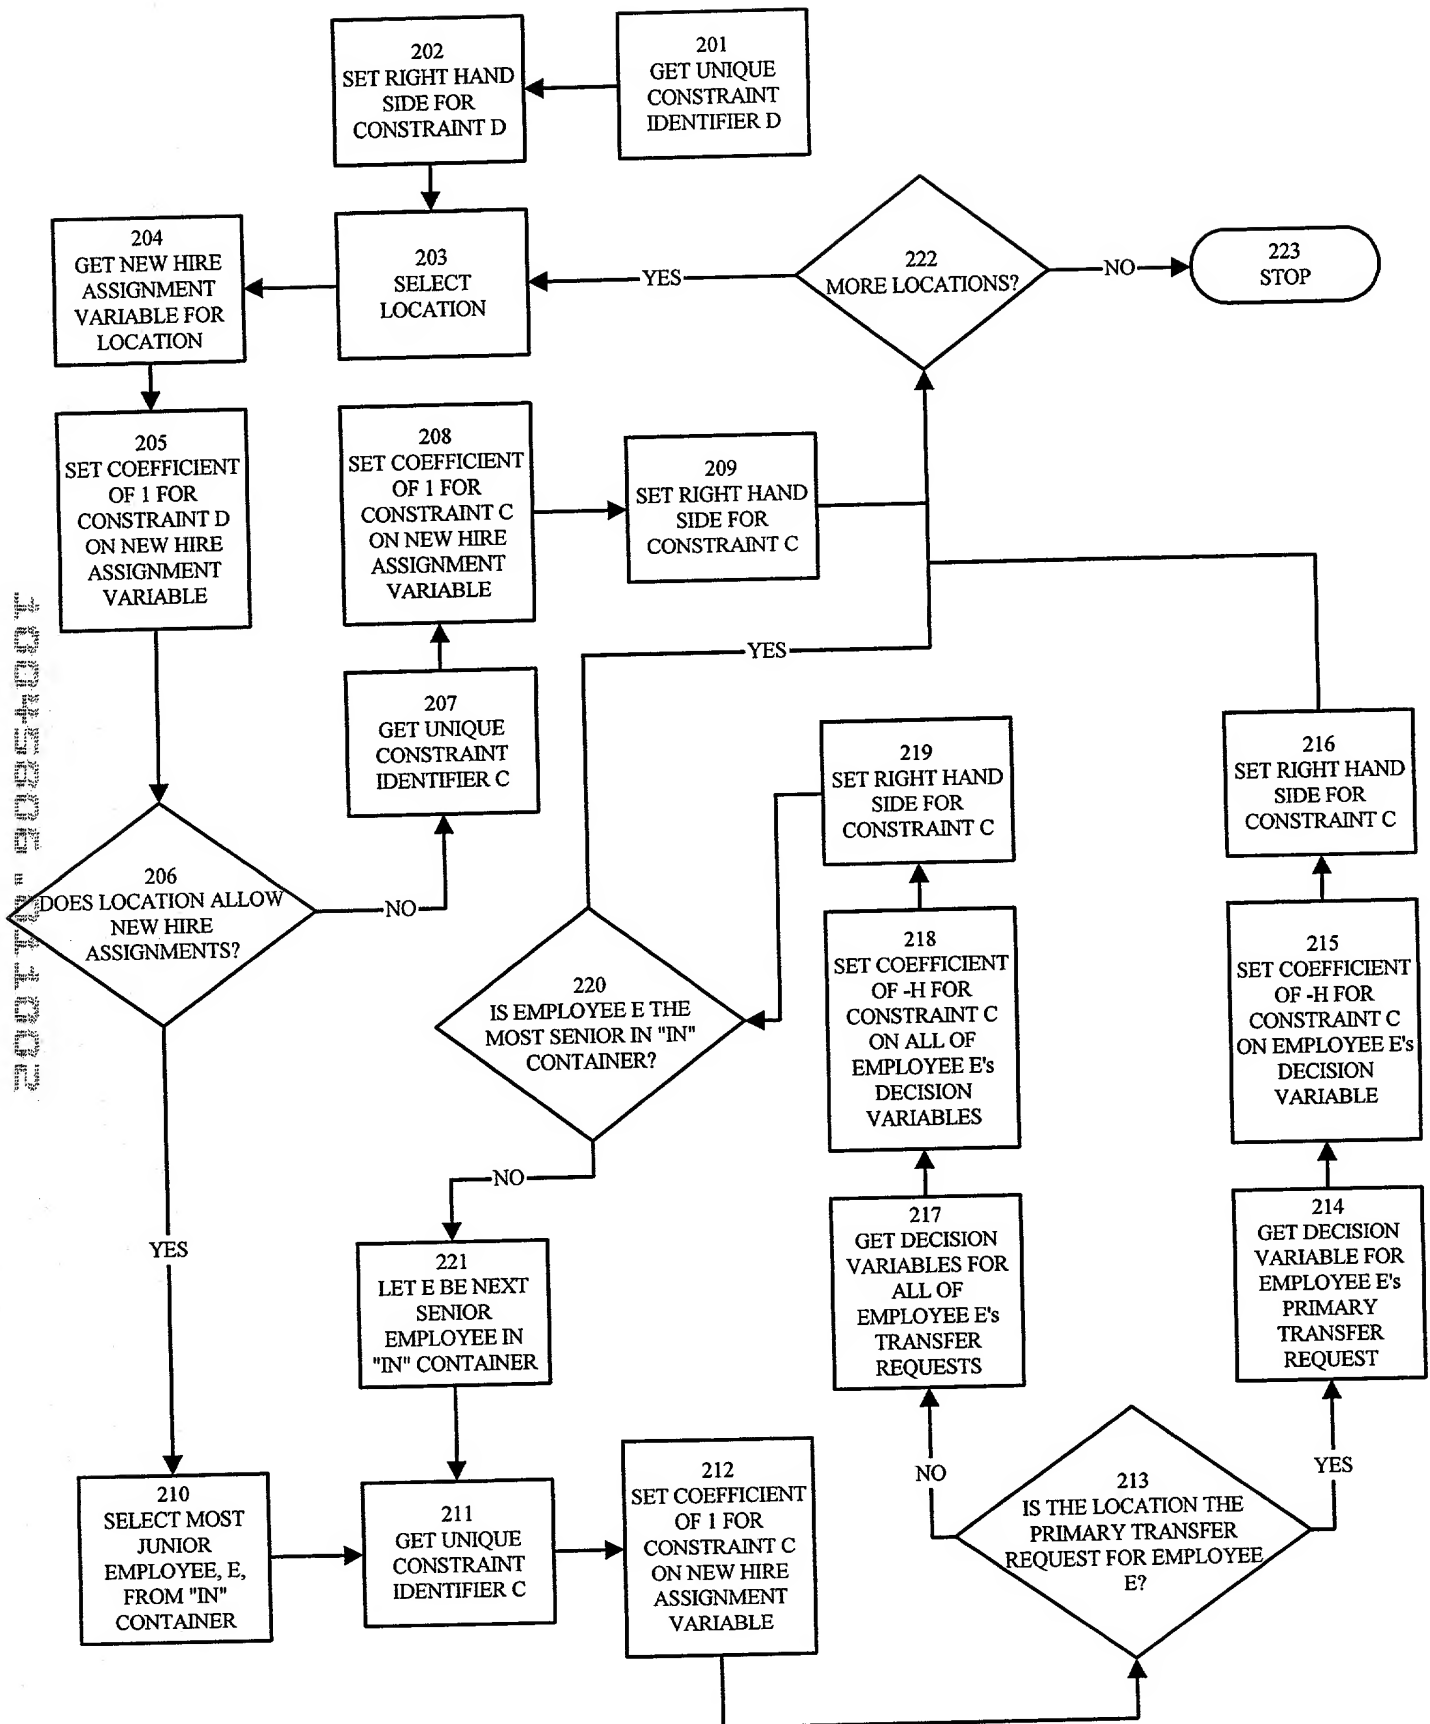 202
SET RIGHT HAND
SIDE FOR
CONSTRAINT D
201
GET UNIQUE
CONSTRAINT
IDENTIFIER D
204
GET NEW HIRE
ASSIGNMENT
VARIABLE FOR
LOCATION
203
SELECT
LOCATION
YES
222
MORE LOCATIONS?
NO
223
STOP
205
SET COEFFICIENT
OF 1 FOR
CONSTRAINT D
ON NEW HIRE
ASSIGNMENT
VARIABLE
208
SET COEFFICIENT
OF 1 FOR
CONSTRAINT C
ON NEW HIRE
ASSIGNMENT
VARIABLE
209
SET RIGHT HAND
SIDE FOR
CONSTRAINT C
YES
207
GET UNIQUE
CONSTRAINT
IDENTIFIER C
219
SET RIGHT HAND
SIDE FOR
CONSTRAINT C
216
SET RIGHT HAND
SIDE FOR
CONSTRAINT C
206
DOES LOCATION ALLOW
NEW HIRE
ASSIGNMENTS?
NO
220
IS EMPLOYEE E THE
MOST SENIOR IN "IN"
CONTAINER?
218
SET COEFFICIENT
OF -H FOR
CONSTRAINT C
ON ALL OF
EMPLOYEE E's
DECISION
VARIABLES
215
SET COEFFICIENT
OF -H FOR
CONSTRAINT C
ON EMPLOYEE E's
DECISION
VARIABLE
NO
YES
221
LET E BE NEXT
SENIOR
EMPLOYEE IN
"IN" CONTAINER
217
GET DECISION
VARIABLES FOR
ALL OF
EMPLOYEE E's
TRANSFER
REQUESTS
214
GET DECISION
VARIABLE FOR
EMPLOYEE E's
PRIMARY
TRANSFER
REQUEST
210
SELECT MOST
JUNIOR
EMPLOYEE, E,
FROM "IN"
CONTAINER
211
GET UNIQUE
CONSTRAINT
IDENTIFIER C
212
SET COEFFICIENT
OF 1 FOR
CONSTRAINT C
ON NEW HIRE
ASSIGNMENT
VARIABLE
NO
213
IS THE LOCATION THE
PRIMARY TRANSFER
REQUEST FOR EMPLOYEE
E?
YES